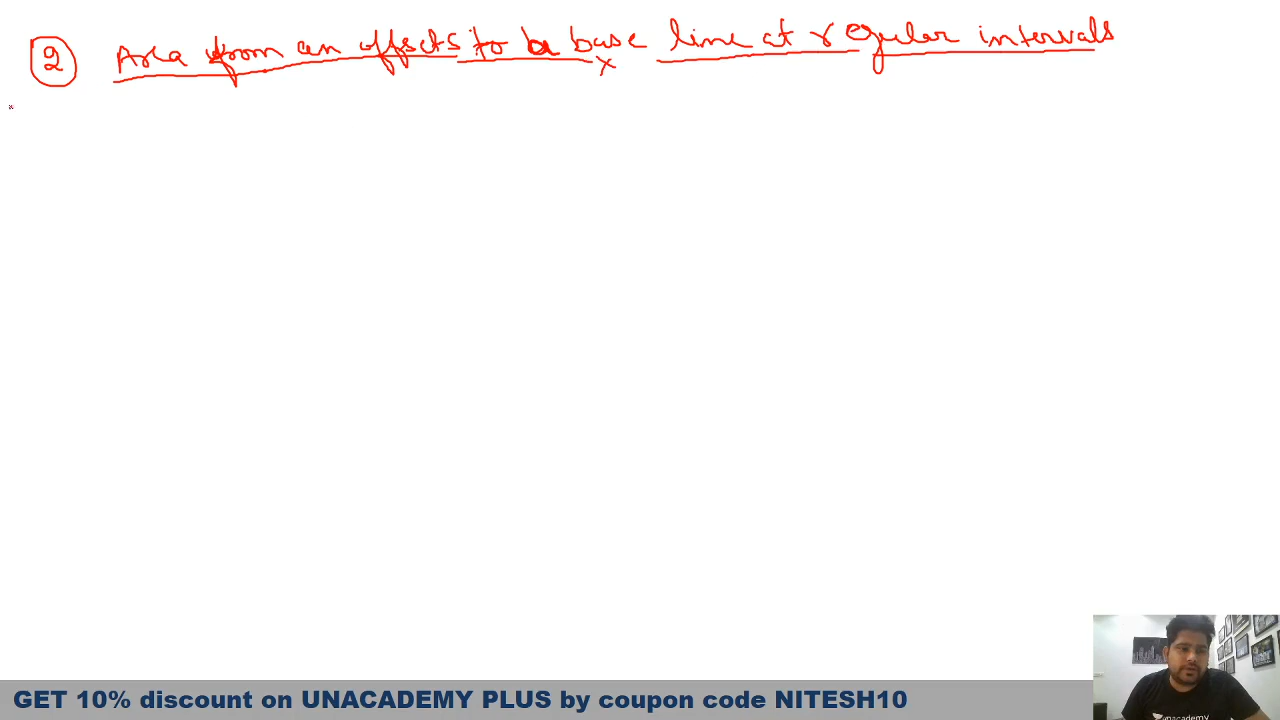 2 Area from an offsets to a base line at regular intervals
x
unacademy
GET 10% discount on UNACADEMY PLUS by coupon code NITESH10